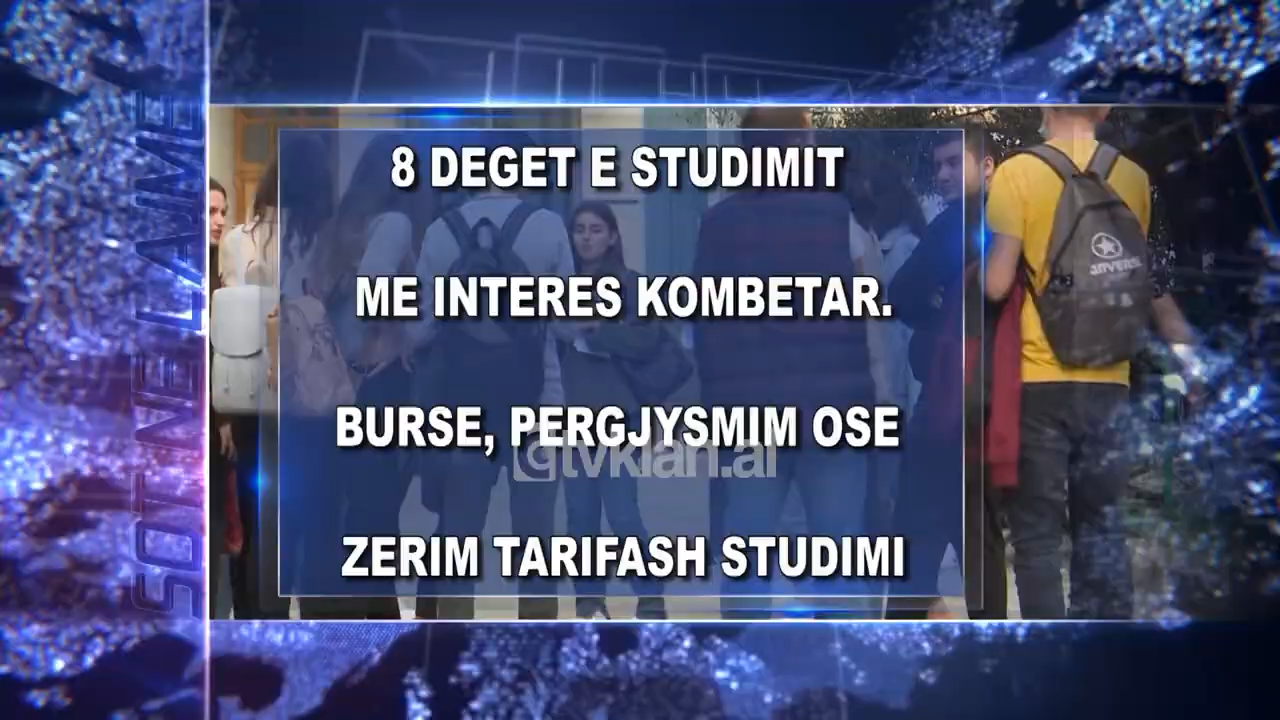 8 DEGET E STUDIMIT
ME INTERES KOMBETAR.
BURSE, PERGJYSMIM OSE
tvklan.al
ZERIM TARIFASH STUDIMI
SOT NE LAJME